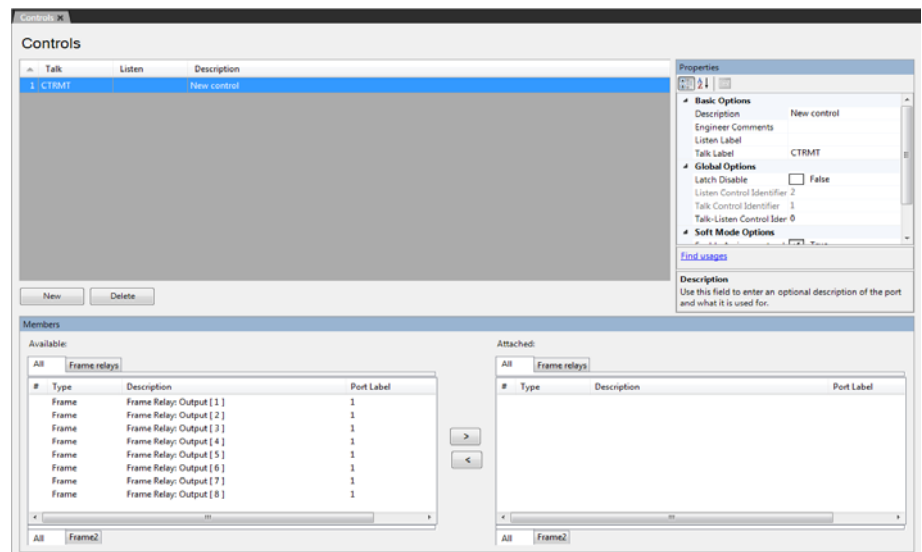 Controls
Controls
Talk Listen Description
1 CTRMT New control
New Delete
Properties
Basic Options
Description New control
Engineer Comments
Listen Label
Talk Label CTRMT
Global Options
Latch Disable False
Listen Control Identifier 2
Talk Control Identifier 1
Talk-Listen Control Ider 0
Soft Mode Options
Find usages
Description
Use this field to enter an optional description of the port
and what it is used for.
Members
Available:
All Frame relays
# Type Description Port Label
Frame Frame Relay: Output [ 1 ] 1
Frame Frame Relay: Output [ 2 ] 1
Frame Frame Relay: Output [ 3 ] 1
Frame Frame Relay: Output [ 4 ] 1
Frame Frame Relay: Output [ 5 ] 1
Frame Frame Relay: Output [ 6 ] 1
Frame Frame Relay: Output [ 7 ] 1
Frame Frame Relay: Output [ 8 ] 1
All Frame2
>
<
Attached:
All Frame relays
# Type Description Port Label
All Frame2